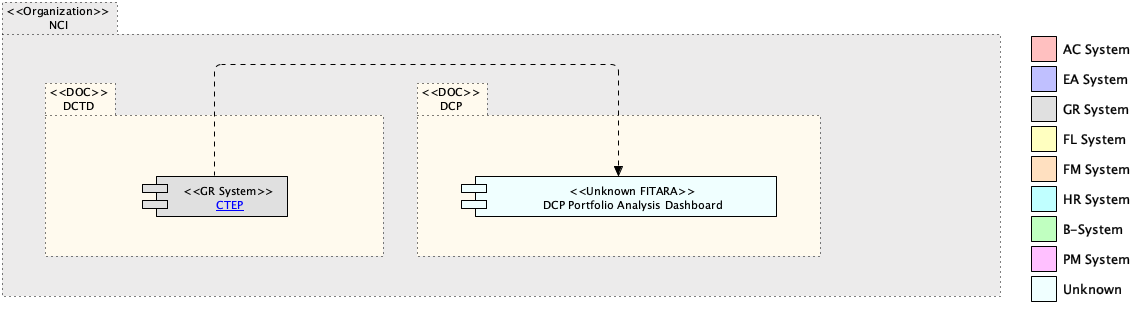 <<Organization>>
NCI
<<DOC>>
DCTD
<<DOC>>
DCP
<<GR System>>
CTEP
<<Unknown FITARA>>
DCP Portfolio Analysis Dashboard
AC System
EA System
GR System
FL System
FM System
HR System
B-System
PM System
Unknown